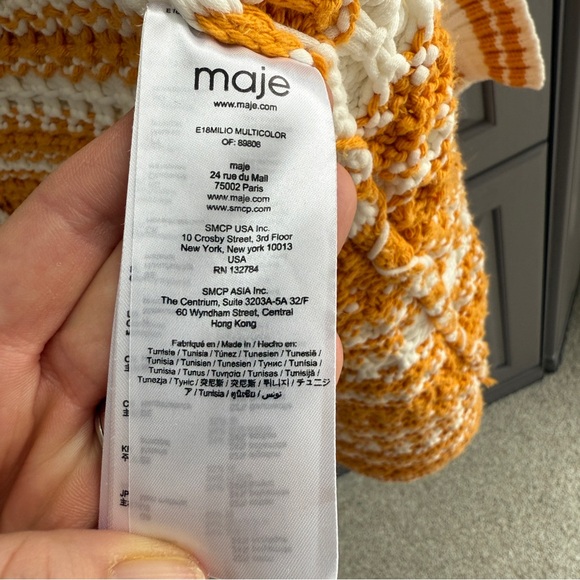 maje
www.maje.com
E18MILIO MULTICOLOR
OF: 89806
maje
24 rue du Mail
75002 Paris
www.maje.com
www.smcp.com
SMCP USA Inc.
10 Crosby Street, 3rd Floor
New York, New york 10013
USA
RN 132784
SMCP ASIA Inc.
The Centrium, Suite 3203A-5A 32/F
60 Wyndham Street, Central
Hong Kong
Fabriqué en / Made in / Hecho en:
Tunisie / Tunisia / Túnez / Tunesien / Tunesië /
Tunisia / Tunisien / Tunesien / Тунис / Tunisia /
Tunisia / Tunus / Τυνησία / Tunisas / Tunisijā /
Tunezja / Туніс / 突尼斯 / 突尼斯 / 튀니지 / チュニジ
ア / Tunisia / ตูนิเซีย / تونس